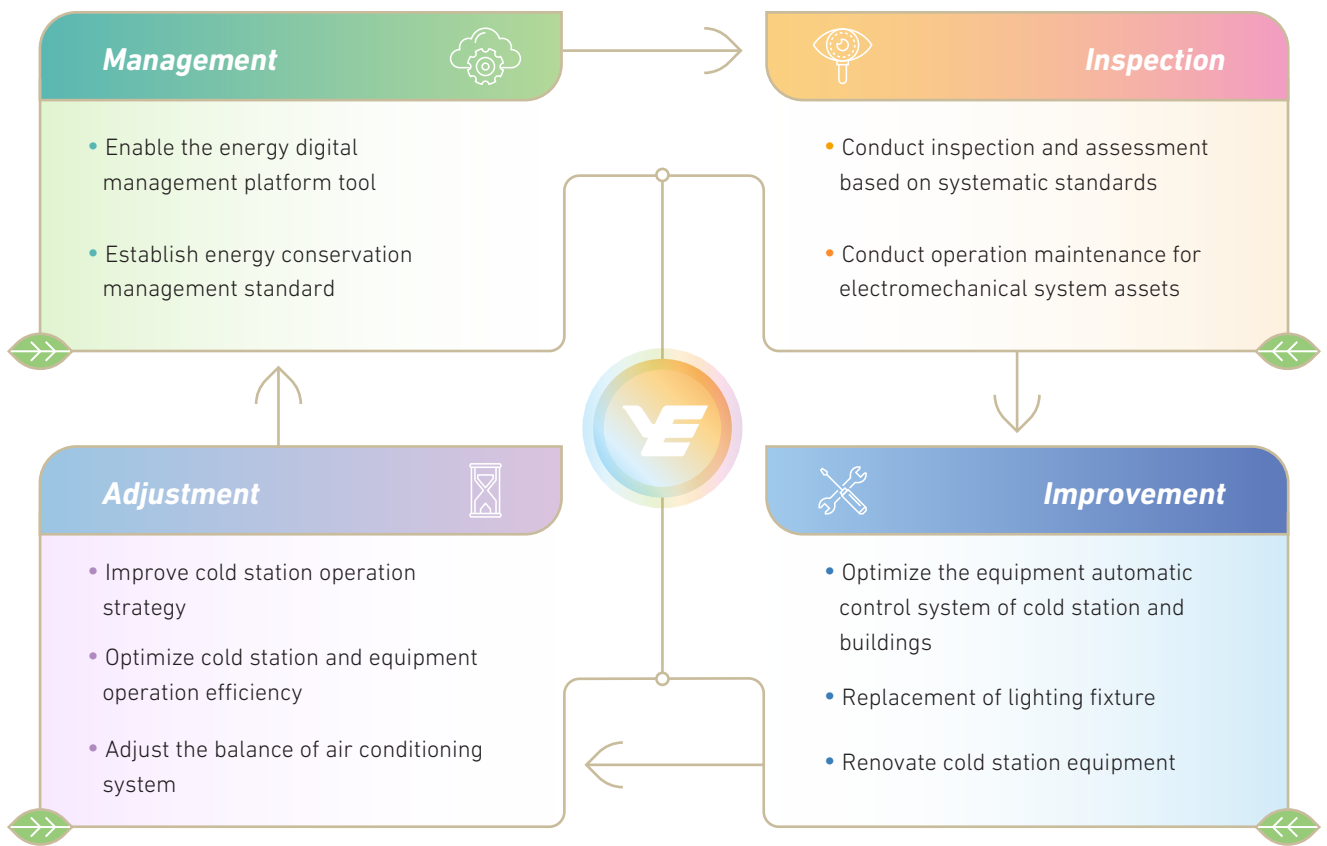 Management
• Enable the energy digital
management platform tool
• Establish energy conservation
management standard
Inspection
• Conduct inspection and assessment
based on systematic standards
• Conduct operation maintenance for
electromechanical system assets
YE
Adjustment
• Improve cold station operation
strategy
• Optimize cold station and equipment
operation efficiency
• Adjust the balance of air conditioning
system
Improvement
• Optimize the equipment automatic
control system of cold station and
buildings
• Replacement of lighting fixture
• Renovate cold station equipment